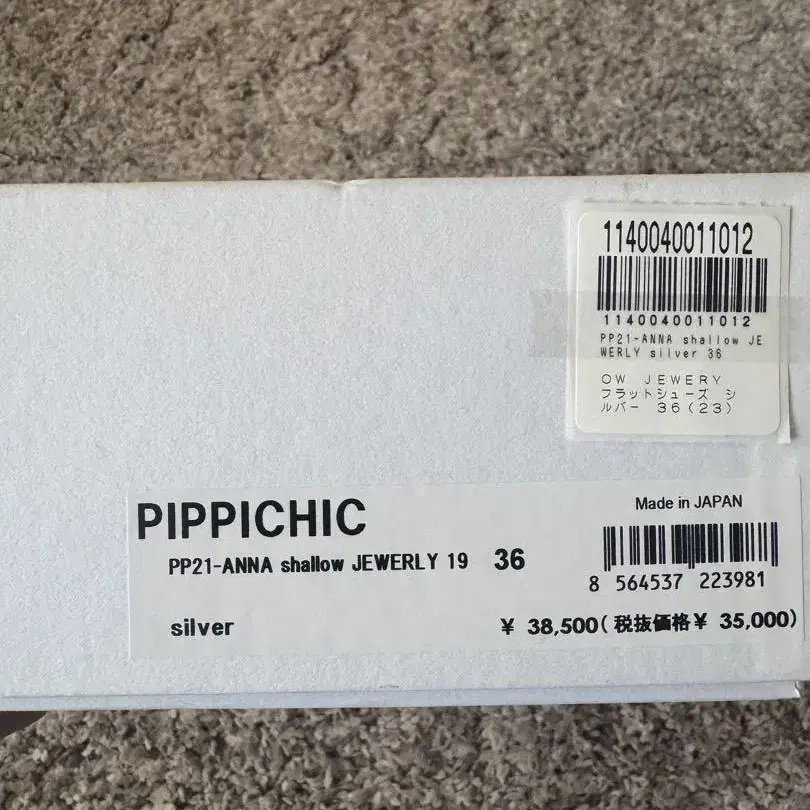 1140040011012
1140040011012
PP21-ANNA shallow JE
WERLY silver 36
OW JEWERY
フラットシューズ シ
ルバー 36(23)
PIPPICHIC
Made in JAPAN
PP21-ANNA shallow JEWERLY 19 36
8 564537 223981
silver
¥ 38,500(税抜価格¥ 35,000)